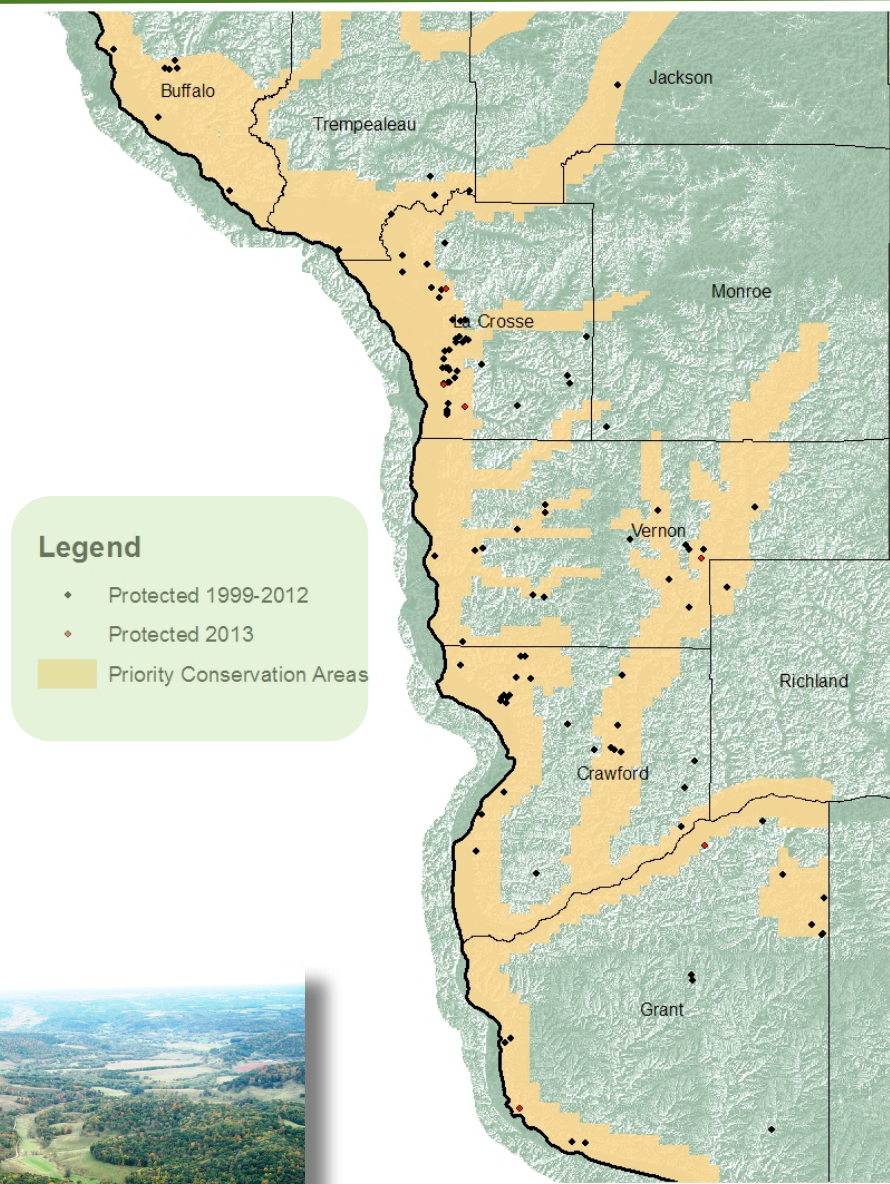 Jackson
Buffalo
Trempealeau
Monroe
La Crosse
Legend
Vernon
Protected 1999-2012
Protected 2013
Priority Conservation Areas
Richland
Crawford
Grant